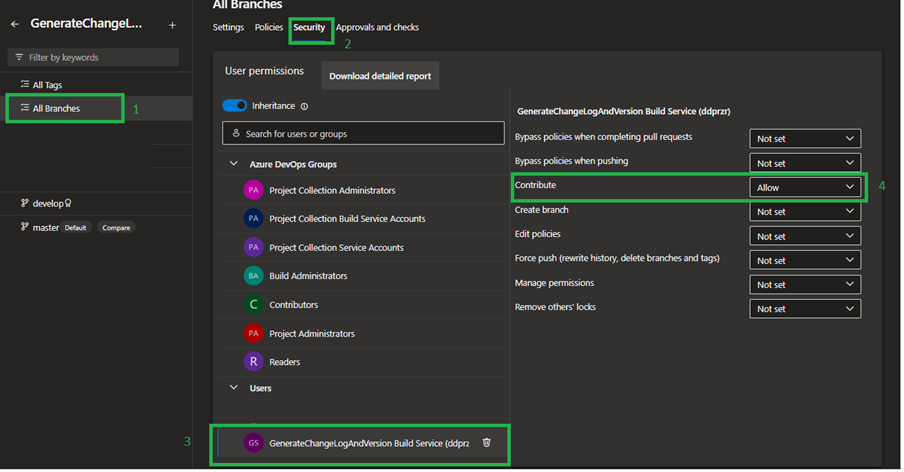 All Branches
GenerateChangeL... +
Settings Policies Security Approvals and checks
2
Filter by keywords
All Tags
All Branches 1
develop
master Default Compare
User permissions Download detailed report
Inheritance
Search for users or groups
Azure DevOps Groups
PA Project Collection Administrators
PA Project Collection Build Service Accounts
PA Project Collection Service Accounts
BA Build Administrators
C Contributors
PA Project Administrators
R Readers
Users
3 GS GenerateChangeLogAndVersion Build Service (ddprz
GenerateChangeLogAndVersion Build Service (ddprzr)
Bypass policies when completing pull requests Not set
Bypass policies when pushing Not set
Contribute Allow 4
Create branch Not set
Edit policies Not set
Force push (rewrite history, delete branches and tags) Not set
Manage permissions Not set
Remove others' locks Not set